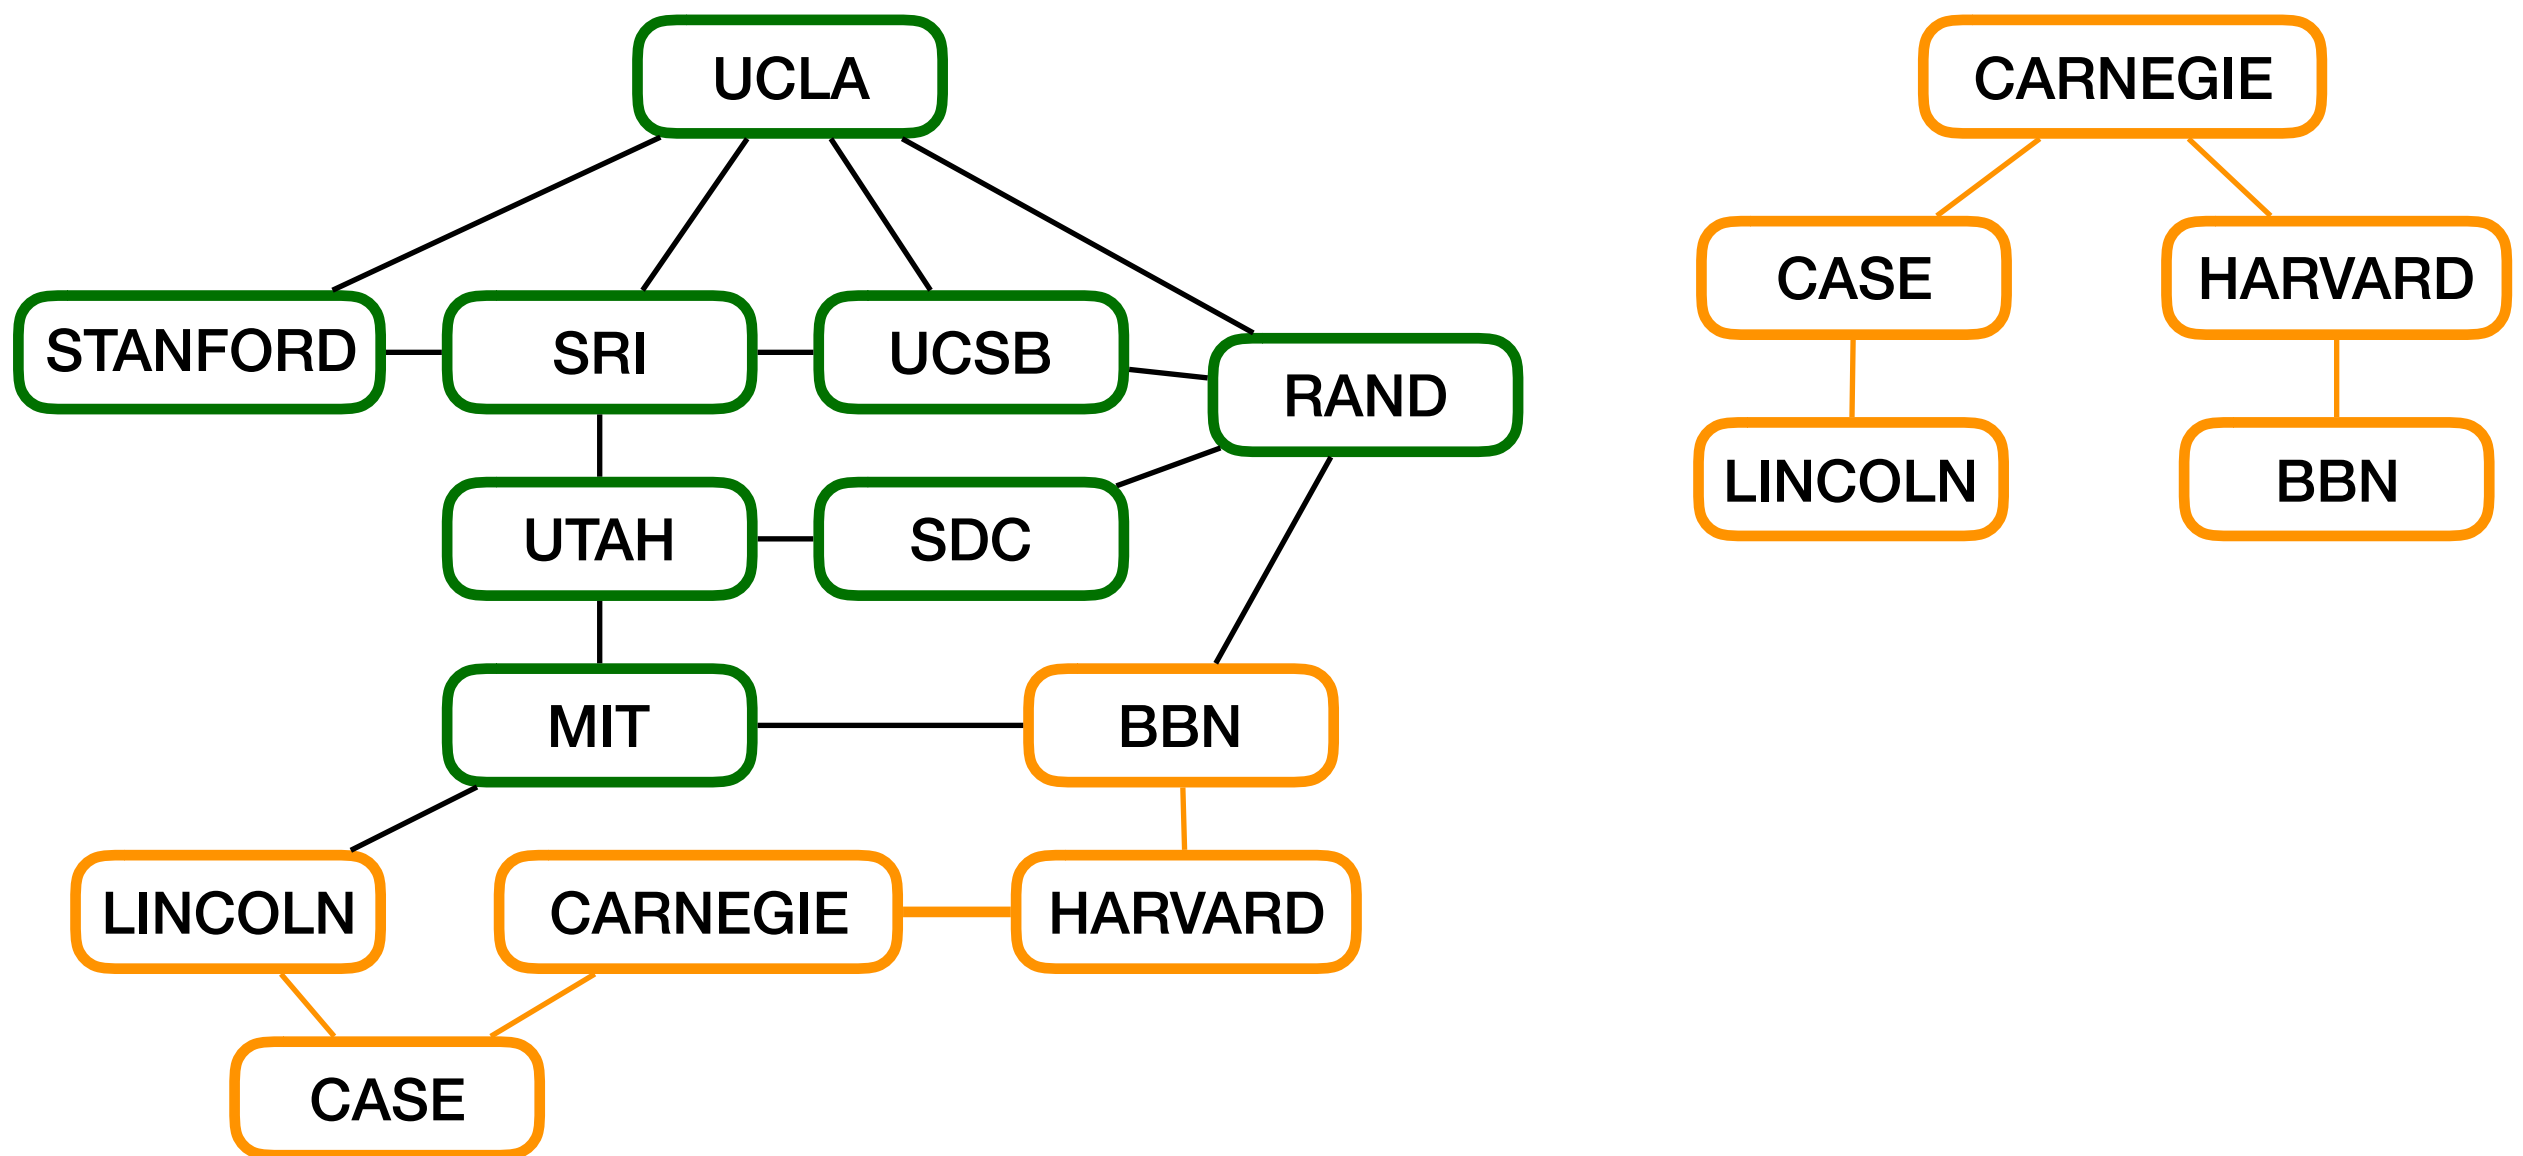 UCLA
STANFORD
SRI
UCSB
RAND
UTAH
SDC
MIT
BBN
LINCOLN
CARNEGIE
HARVARD
CASE
CARNEGIE
CASE
HARVARD
LINCOLN
BBN